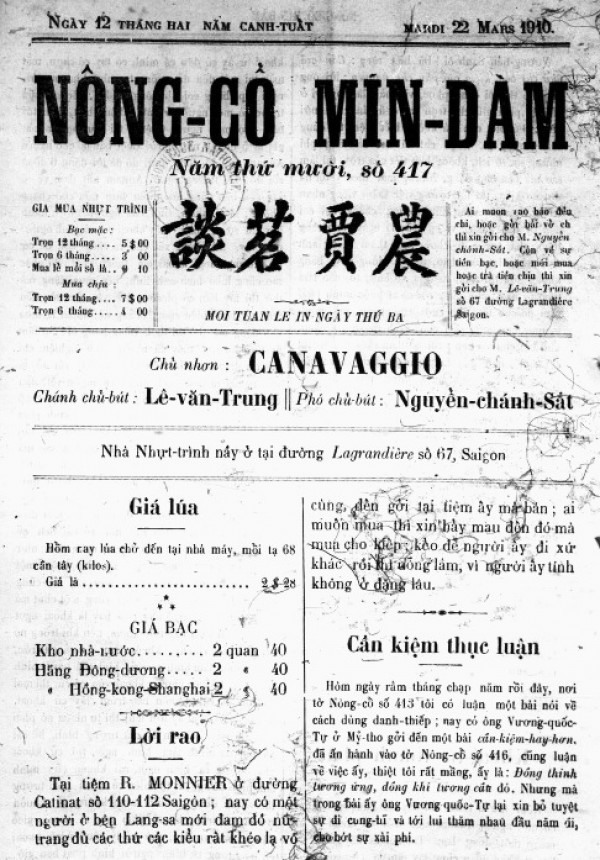 NGÀY 12 THÁNG HAI NĂM CANH-TUẤT
MARDI 22 MARS 1910.
NÔNG-CỔ MÍN-ĐÀM
Năm thứ mười, số 417
GIÁ MUA NHỰT TRÌNH
Bạc mặc:
Trọn 12 tháng.... 5 $ 00
Trọn 6 tháng.... 3 00
Mua lẻ mỗi số là.. 0 10
Mua chịu:
Trọn 12 tháng.... 7 $ 00
Trọn 6 tháng.... 4 00
談茗賈農
MỖI TUẦN LỄ IN NGÀY THỨ BA
Ai muốn rao báo đều
chi, hoặc gởi bài vở
thì xin gởi cho M. Nguyễn
chánh-Sắt. Còn về sự
tiền bạc, hoặc mới mua
hoặc trả tiền chịu thì xin
gởi cho M. Lê-văn-Trung
số 67 đường Lagrandière
Saigon.
Chủ nhơn : CANAVAGGIO
Chánh chủ-bút : Lê-văn-Trung || Phó chủ-bút : Nguyễn-chánh-Sắt
Nhà Nhựt-trình nầy ở tại đường Lagrandière số 67, Saigon
Giá lúa
Hôm nay lúa chở đến tại nhà máy, mỗi tạ 68
cân tây (kilos).
Giá là .............................. 2 $ 28
GIÁ BẠC
Kho nhà-nước......... 2 quan 40
Hãng Đông-dương....... 2 « 40
» Hồng-kong-Shanghai 2 « 40
Lời rao
Tại tiệm R. MONNIER ở đường
Catinat số 110-112 Saigòn ; nay có một
người ở bên Lang-sa mới đam đồ nữ-
trang đủ các thứ các kiểu rất khéo lạ vô
cùng, đến gởi tại tiệm ấy mà bán ; ai
muốn mua thì xin hãy mau đón đó mà
mua cho kiệp ; kẻo để người ấy đi xứ
khác rồi thì uổng lắm, vì người ấy tính
không ở đặng lâu.
Cần kiệm thục luận
Hôm ngày rằm tháng chạp năm rồi đây, nơi
tờ Nông-cổ số 413 tôi có luận một bài nói về
cách dùng danh-thiếp ; nay có ông Vương-quốc-
Tự ở Mỹ-tho gởi đến một bài cần-kiệm-hay-hơn.
đã ấn hành vào tờ Nông-cổ số 416, cũng luận
về việc ấy, thiệt tôi rất mầng, ấy là : Đồng thinh
tương ứng, đồng khí tương cần đó. Nhưng mà
trong bài ấy ông Vương-quốc-Tự lại xin bỏ tuyệt
sự đi cung-tí và tới lui thăm nhau đầu năm đi,
cho bớt sự xài phí.